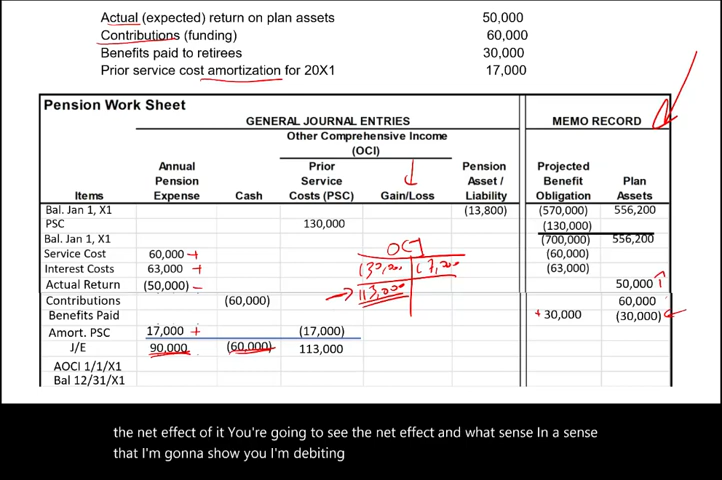 Actual (expected) return on plan assets 50,000
Contributions (funding) 60,000
Benefits paid to retirees 30,000
Prior service cost amortization for 20X1 17,000
Pension Work Sheet
GENERAL JOURNAL ENTRIES MEMO RECORD
Other Comprehensive Income
(OCI)
Annual Prior Pension Projected
Pension Service Asset / Benefit Plan
Items Expense Cash Costs (PSC) Gain/Loss Liability Obligation Assets
Bal. Jan 1, X1 (13,800) (570,000) 556,200
PSC 130,000 (130,000)
Bal. Jan 1, X1 (700,000) 556,200
OCI
Service Cost 60,000 + (60,000)
Interest Costs 63,000 + (63,000)
Actual Return (50,000) - 50,000
113,000
Contributions (60,000) 60,000
Benefits Paid + 30,000 (30,000)
Amort. PSC 17,000 + (17,000)
J/E 90,000 (60,000) 113,000
AOCI 1/1/X1
Bal 12/31/X1
the net effect of it You're going to see the net effect and what sense In a sense
that I'm gonna show you I'm debiting